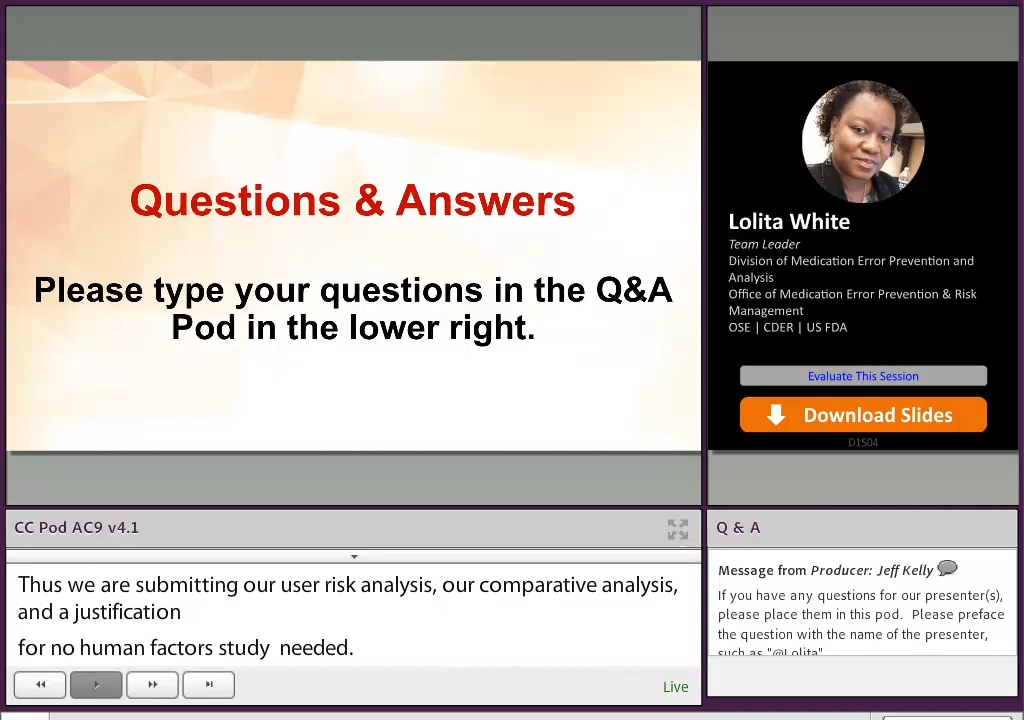 Questions & Answers
Please type your questions in the Q&A
Pod in the lower right.
Lolita White
Team Leader
Division of Medication Error Prevention and
Analysis
Office of Medication Error Prevention & Risk
Management
OSE | CDER | US FDA
Evaluate This Session
Download Slides
D1S04
CC Pod AC9 v4.1
Thus we are submitting our user risk analysis, our comparative analysis,
and a justification
for no human factors study needed.
Live
Q & A
Message from Producer: Jeff Kelly
If you have any questions for our presenter(s),
please place them in this pod. Please preface
the question with the name of the presenter,
such as "@Lolita"